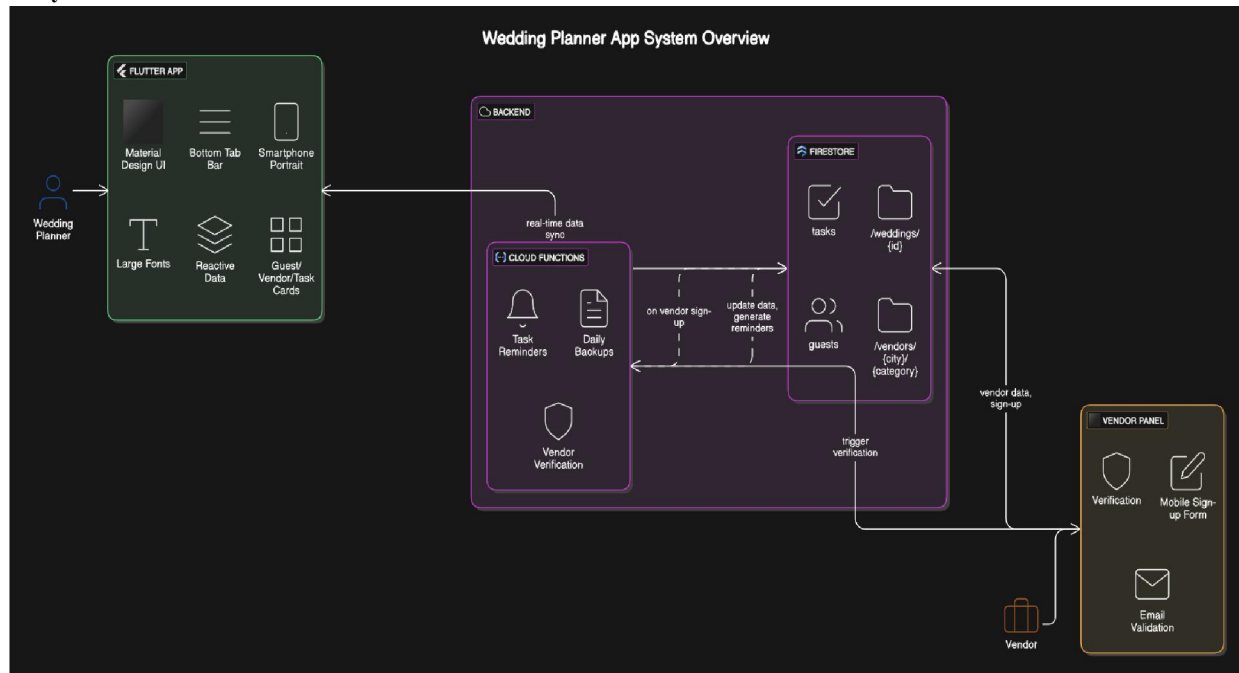 Wedding Planner App System Overview
FLUTTER APP
Material
Design UI
Bottom Tab
Bar
Smartphone
Portrait
Large Fonts
Reactive
Data
Guest/
Vendor/Task
Cards
Wedding
Planner
BACKEND
real-time data
sync
CLOUD FUNCTIONS
Task
Reminders
Daily
Backups
Vendor
Verification
on vendor sign-
up
update data,
generate
reminders
FIRESTORE
tasks
/weddings/
{id}
guests
/vendors/
{city}/
{category}
trigger
verification
vendor data,
sign-up
VENDOR PANEL
Verification
Mobile Sign-
up Form
Email
Validation
Vendor